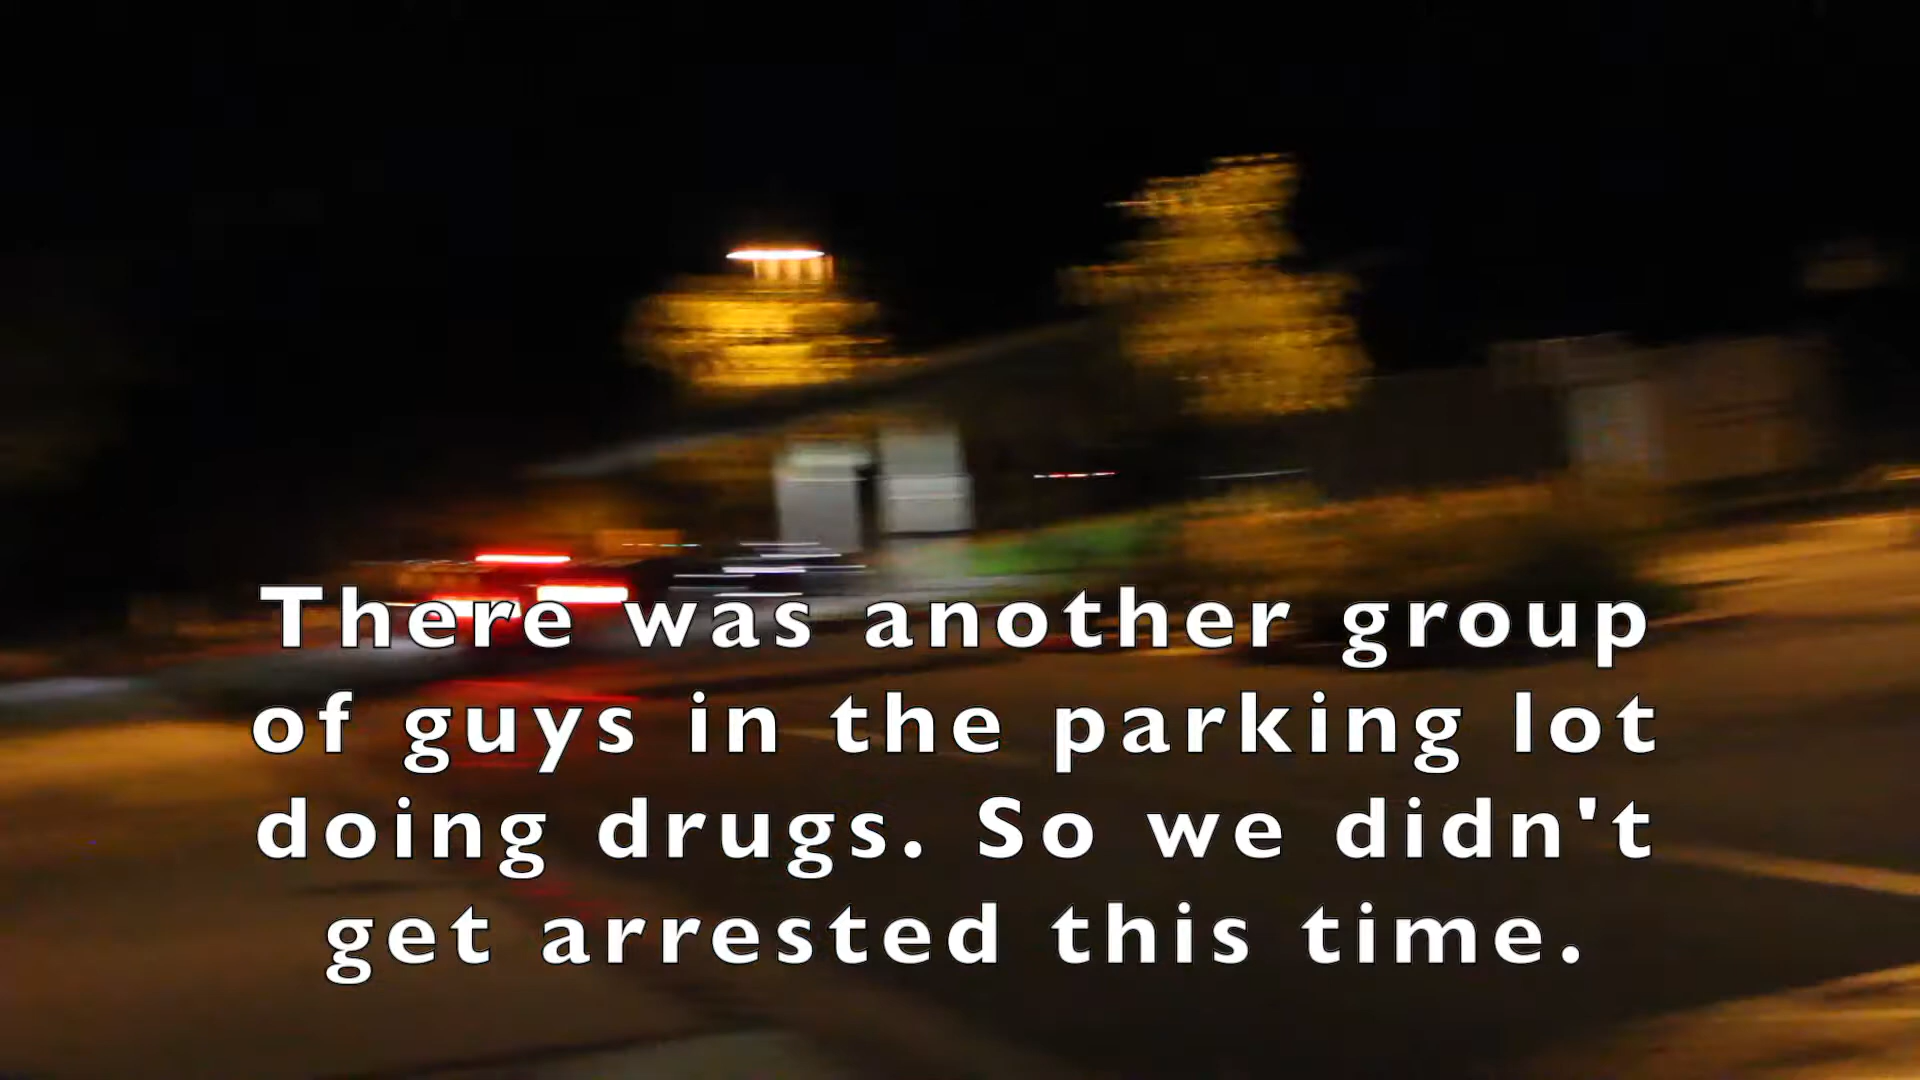 There was another group
of guys in the parking lot
doing drugs. So we didn't
get arrested this time.